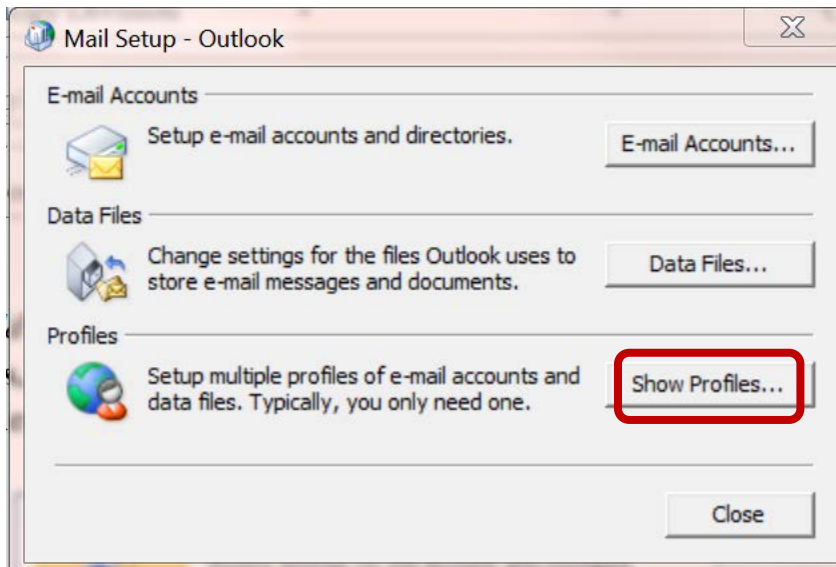 Mail Setup - Outlook
E-mail Accounts
Setup e-mail accounts and directories.
E-mail Accounts...
Data Files
Change settings for the files Outlook uses to
store e-mail messages and documents.
Data Files...
Profiles
Setup multiple profiles of e-mail accounts and
data files. Typically, you only need one.
Show Profiles...
Close